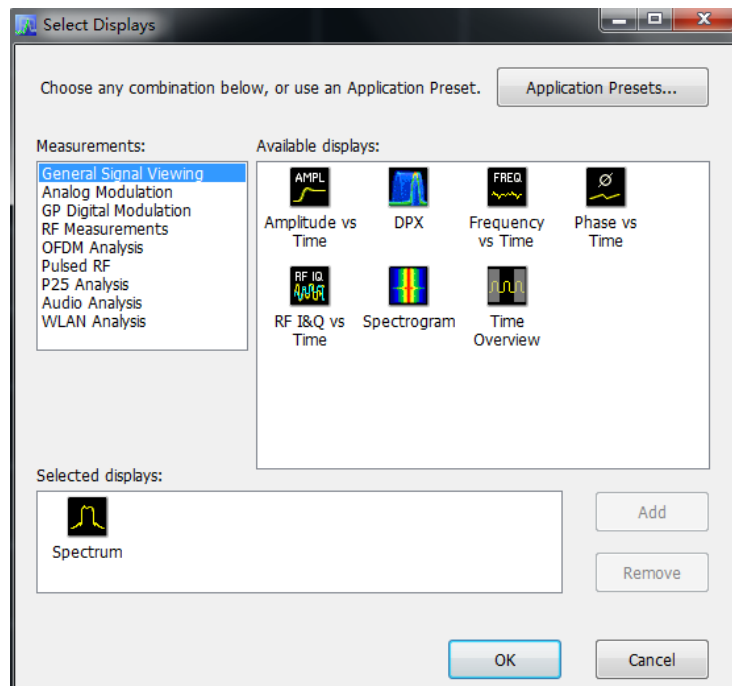 Select Displays
Choose any combination below, or use an Application Preset.
Application Presets...
Measurements:
Available displays:
General Signal Viewing
Analog Modulation
GP Digital Modulation
RF Measurements
OFDM Analysis
Pulsed RF
P25 Analysis
Audio Analysis
WLAN Analysis
AMPL
Amplitude vs
Time
DPX
FREQ
Frequency
vs Time
Ø
Phase vs
Time
RF IQ
RF I&Q vs
Time
Spectrogram
Time
Overview
Selected displays:
Spectrum
Add
Remove
OK
Cancel